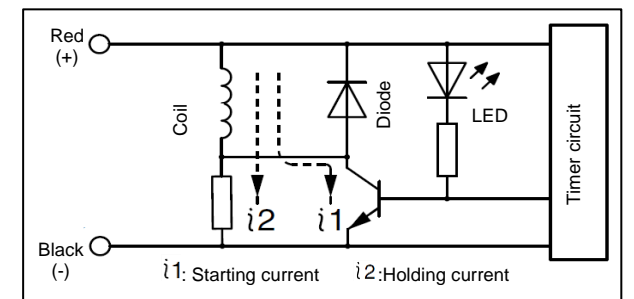 Red
(+)
Coil
Diode
LED
Timer circuit
i2
i1
Black
(-)
i1: Starting current
i2:Holding current